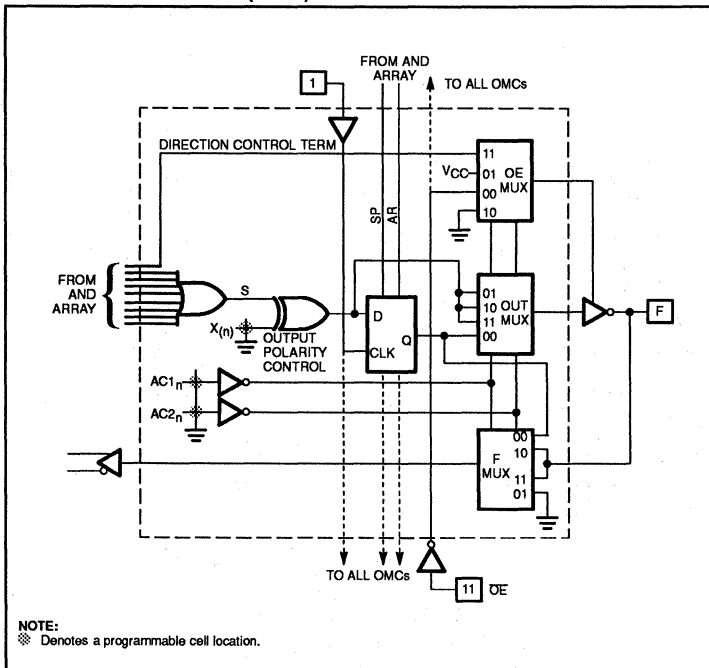 FROM AND
ARRAY
1
TO ALL OMCs
DIRECTION CONTROL TERM
11
VCC
01
OE
MUX
00
10
SP
AR
FROM
AND
ARRAY
S
X(n)
OUTPUT
POLARITY
CONTROL
D
Q
CLK
01
10
OUT
MUX
11
00
F
AC1n
AC2n
00
10
F
MUX
11
01
TO ALL OMCs
11
OE
NOTE:
Denotes a programmable cell location.